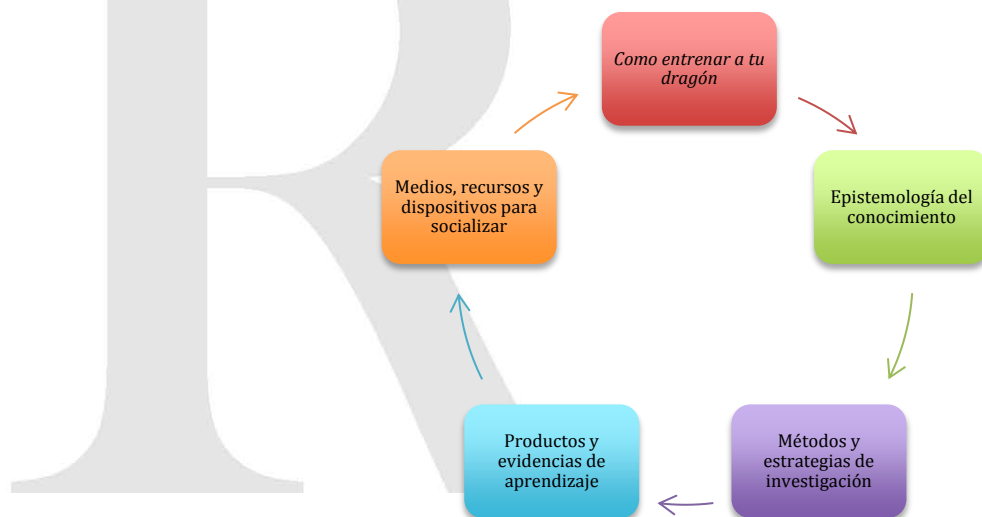 Como entrenar a tu
dragón
Epistemología del
conocimiento
Métodos y
estrategias de
investigación
Productos y
evidencias de
aprendizaje
Medios, recursos y
dispositivos para
socializar
R